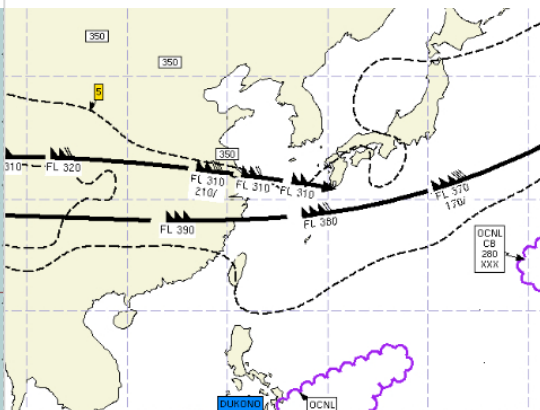 350
350
5
350
310
FL 320
FL 310
210/
FL 310
FL 310
FL 370
170/
FL 390
FL 380
OCNL
CB
280
XXX
DUKONO
OCNL